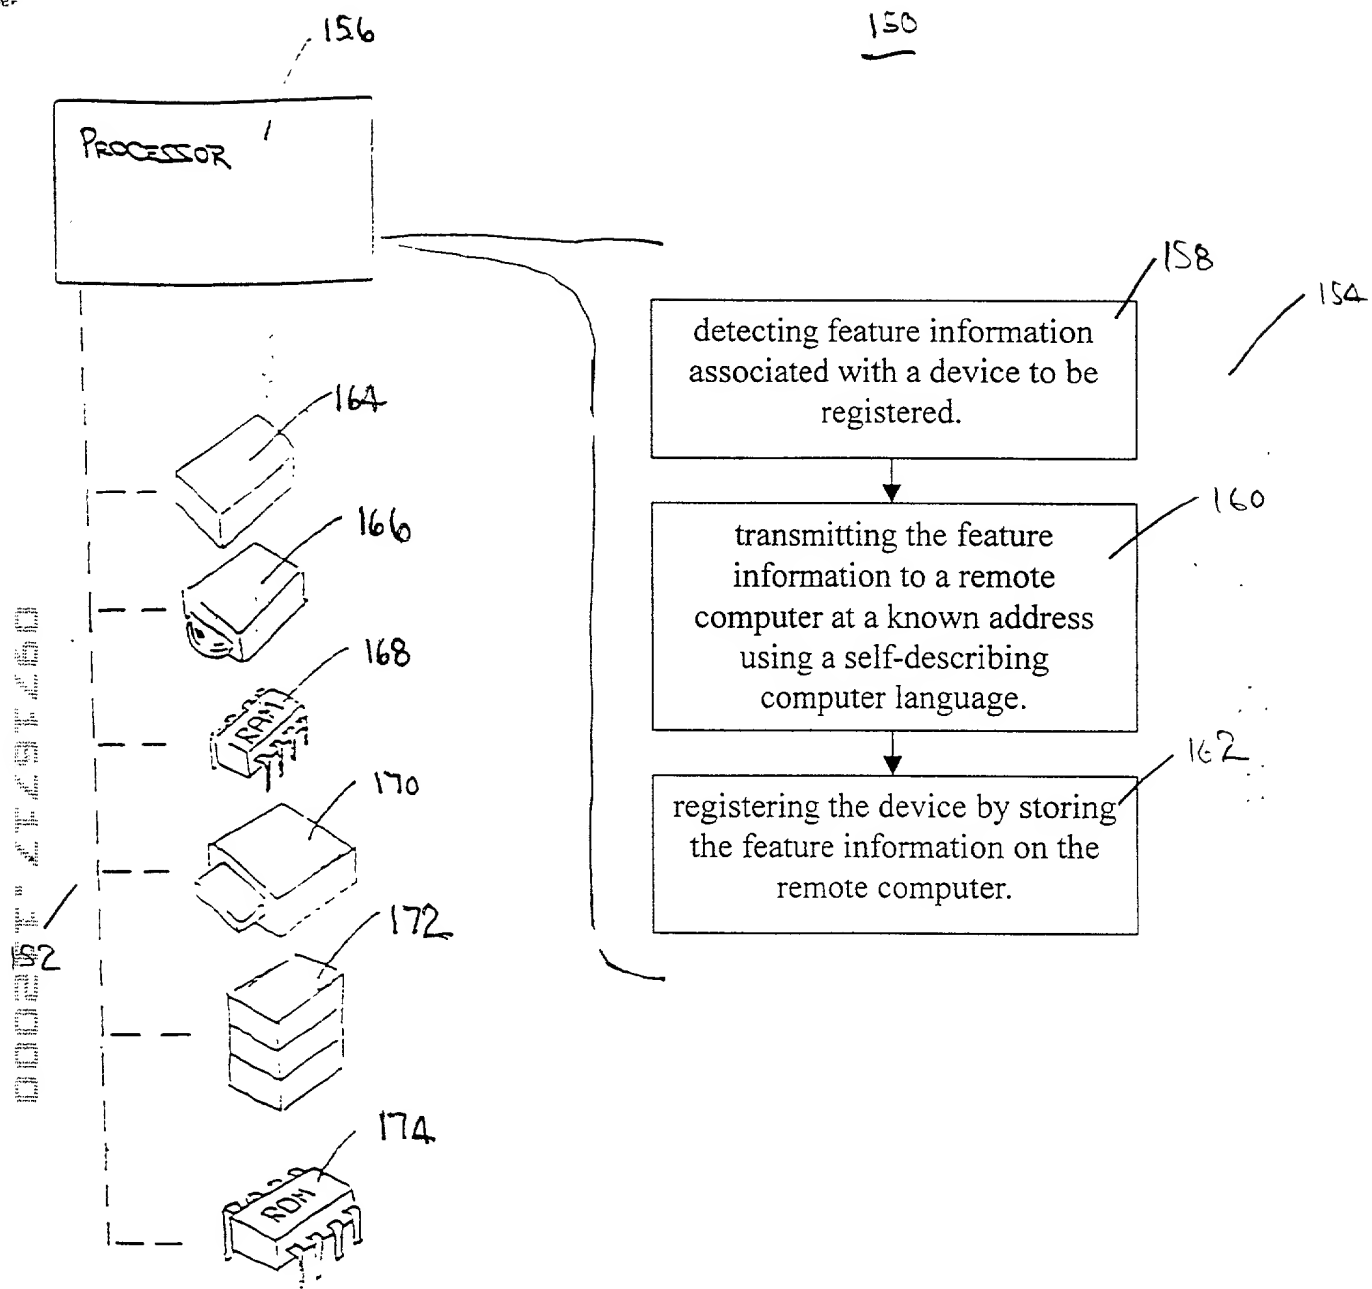 156
150
PROCESSOR
158
154
detecting feature information
associated with a device to be
registered.
164
160
transmitting the feature
information to a remote
computer at a known address
using a self-describing
computer language.
166
168
RAM
162
170
registering the device by storing
the feature information on the
remote computer.
172
152
174
ROM